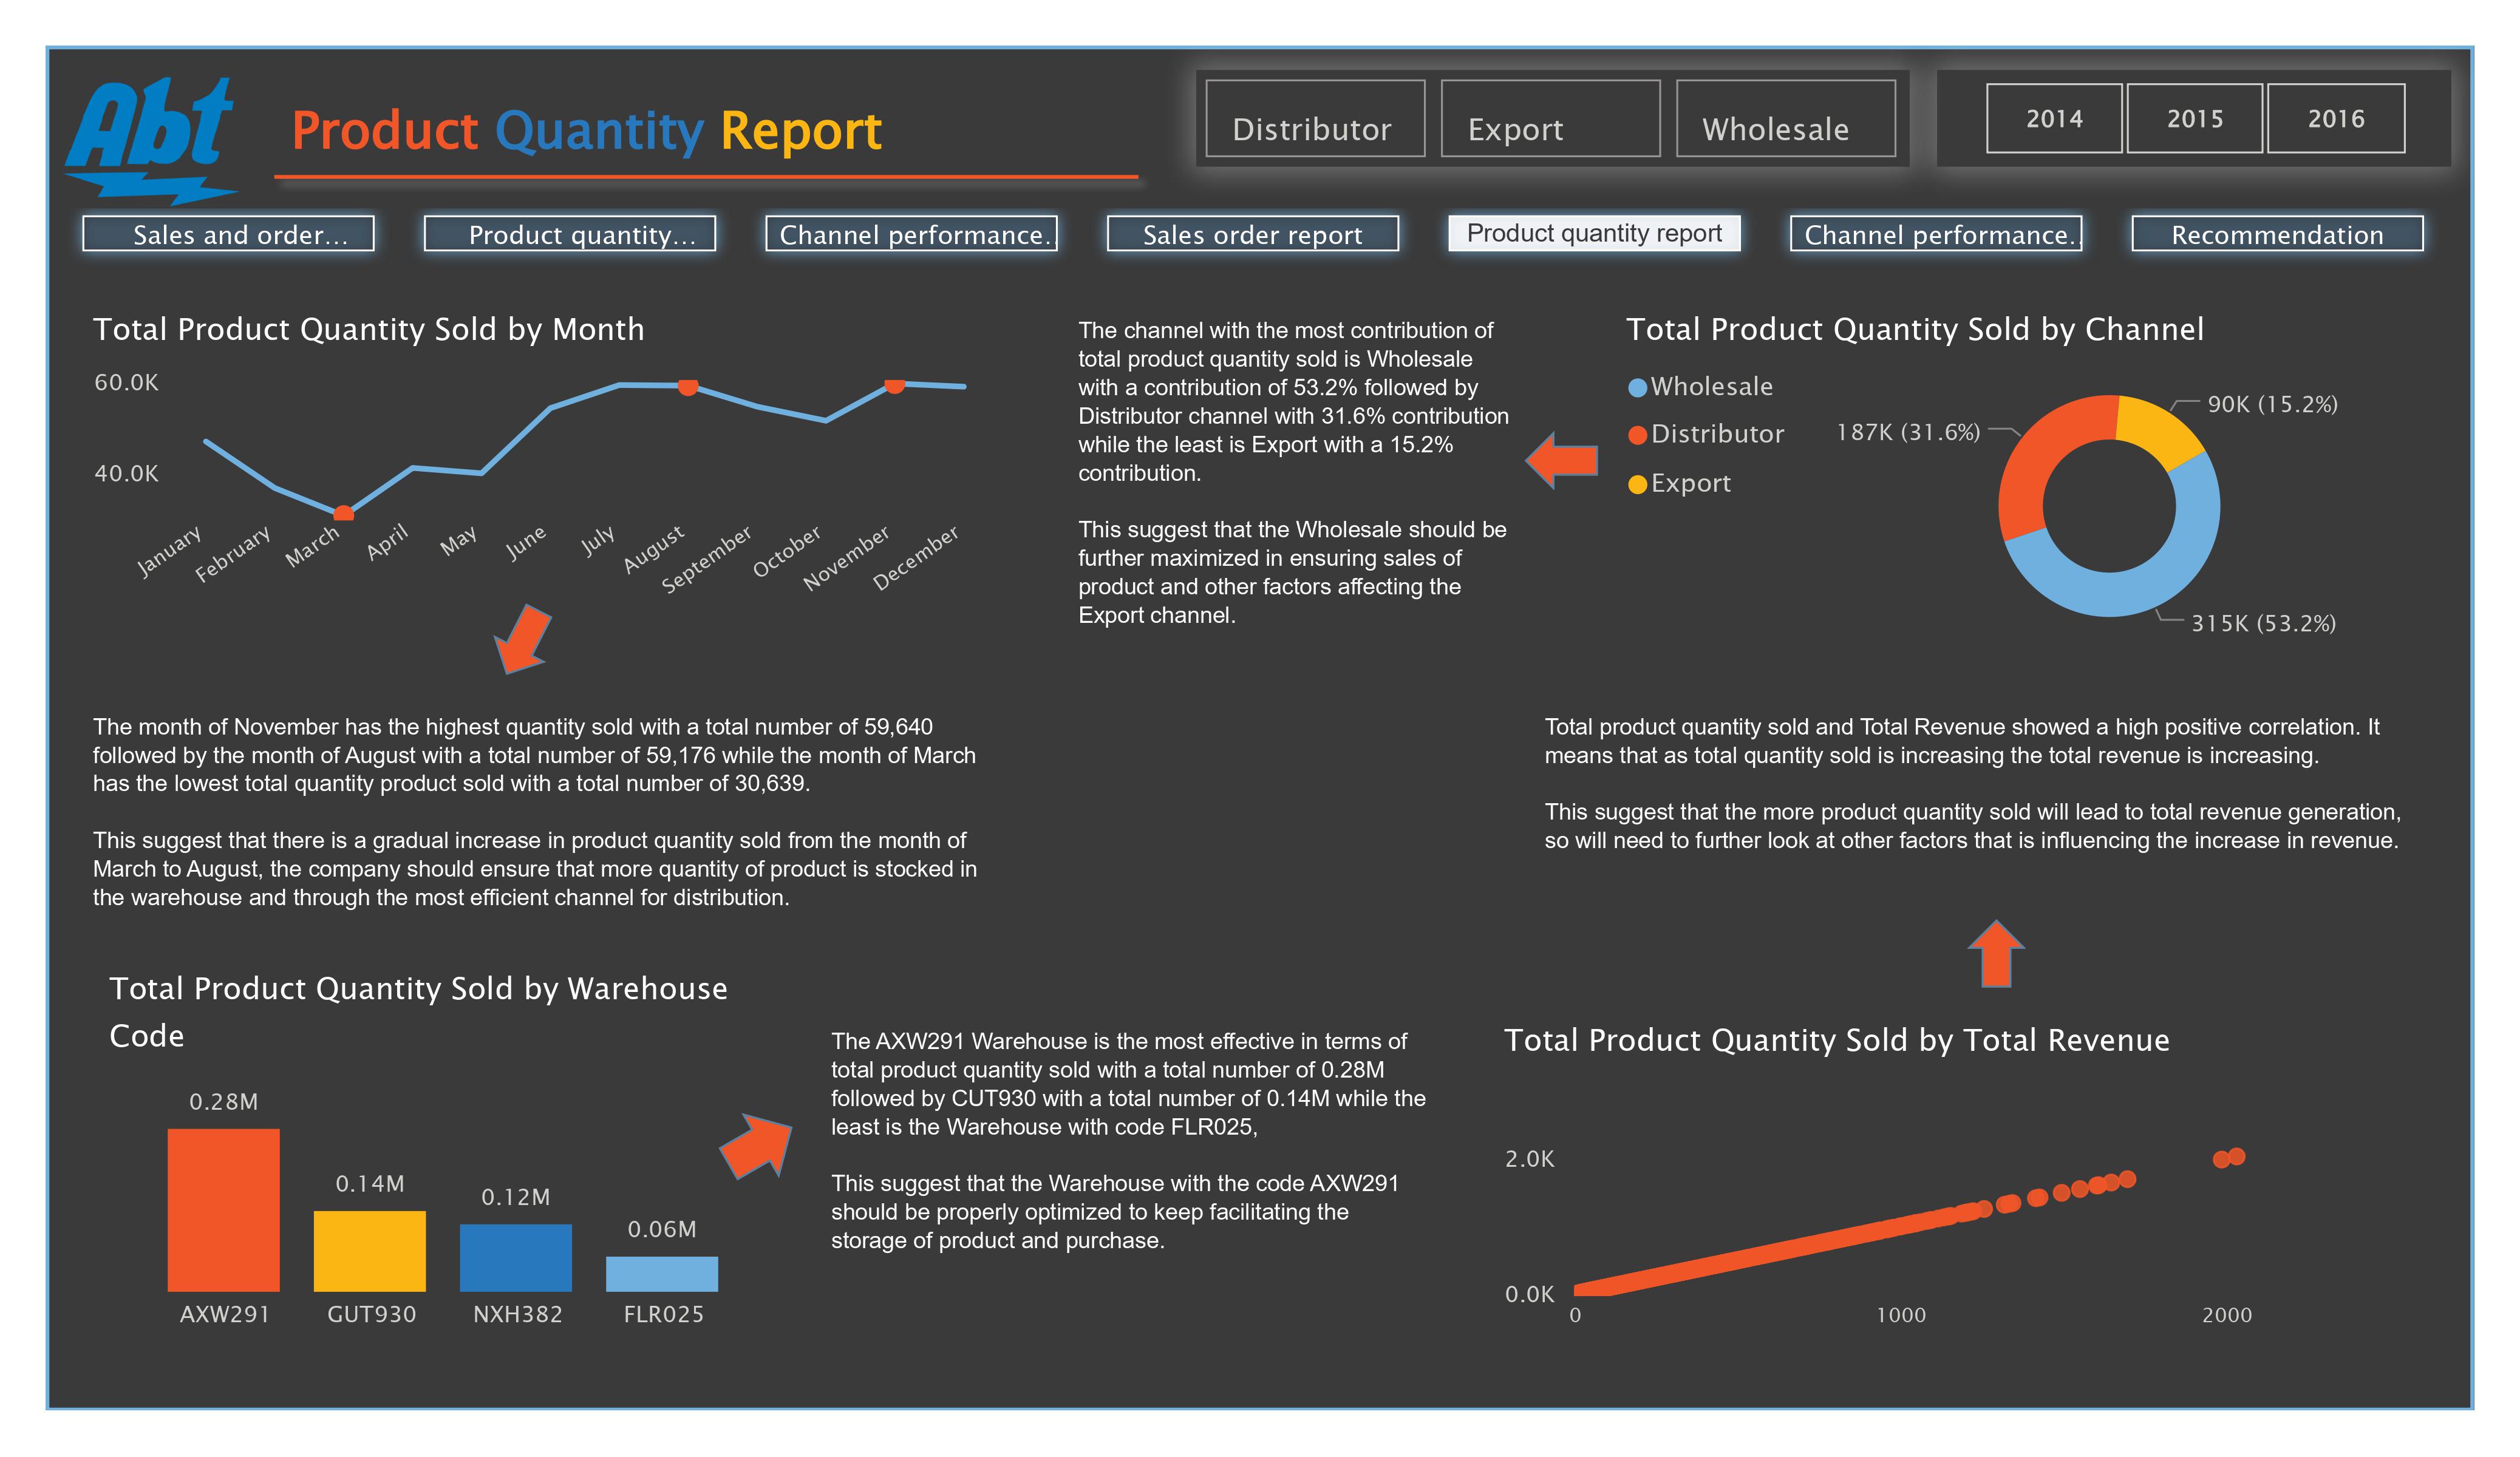 Abt
Product Quantity Report
Distributor
Export
Wholesale
2014
2015
2016
Sales and order...
Product quantity...
Channel performance..
Sales order report
Product quantity report
Channel performance..
Recommendation
Total Product Quantity Sold by Month
60.0K
40.0K
January
February
March
April
May
June
July
August
September
October
November
December
The channel with the most contribution of
total product quantity sold is Wholesale
with a contribution of 53.2% followed by
Distributor channel with 31.6% contribution
while the least is Export with a 15.2%
contribution.
This suggest that the Wholesale should be
further maximized in ensuring sales of
product and other factors affecting the
Export channel.
Total Product Quantity Sold by Channel
Wholesale
Distributor
Export
90K (15.2%)
187K (31.6%)
315K (53.2%)
The month of November has the highest quantity sold with a total number of 59,640
followed by the month of August with a total number of 59,176 while the month of March
has the lowest total quantity product sold with a total number of 30,639.
This suggest that there is a gradual increase in product quantity sold from the month of
March to August, the company should ensure that more quantity of product is stocked in
the warehouse and through the most efficient channel for distribution.
Total product quantity sold and Total Revenue showed a high positive correlation. It
means that as total quantity sold is increasing the total revenue is increasing.
This suggest that the more product quantity sold will lead to total revenue generation,
so will need to further look at other factors that is influencing the increase in revenue.
Total Product Quantity Sold by Warehouse
Code
0.28M
0.14M
0.12M
0.06M
AXW291
GUT930
NXH382
FLR025
The AXW291 Warehouse is the most effective in terms of
total product quantity sold with a total number of 0.28M
followed by CUT930 with a total number of 0.14M while the
least is the Warehouse with code FLR025,
This suggest that the Warehouse with the code AXW291
should be properly optimized to keep facilitating the
storage of product and purchase.
Total Product Quantity Sold by Total Revenue
2.0K
0.0K
0
1000
2000